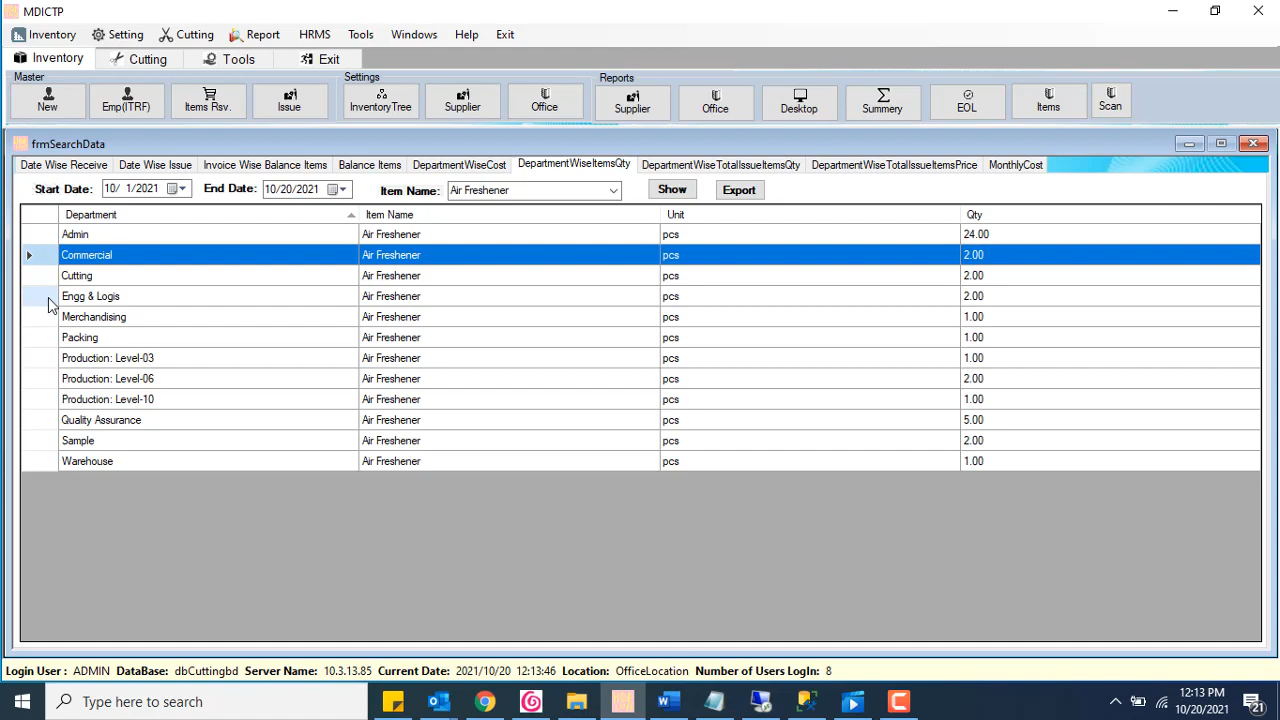 MDICTP
Inventory Setting Cutting Report HRMS Tools Windows Help Exit
Inventory Cutting Tools Exit
Master Settings Reports
New Emp(ITRF) Items Rsv. Issue InventoryTree Supplier Office Supplier Office Desktop Summery EOL Items Scan
frmSearchData
Date Wise Receive Date Wise Issue Invoice Wise Balance Items Balance Items DepartmentWiseCost DepartmentWiseItemsQty DepartmentWiseTotalIssueItemsQty DepartmentWiseTotalIssueItemsPrice MonthlyCost
Start Date: 10/ 1/2021 End Date: 10/20/2021 Item Name: Air Freshener Show Export
Department Item Name Unit Qty
Admin Air Freshener pcs 24.00
Commercial Air Freshener pcs 2.00
Cutting Air Freshener pcs 2.00
Engg & Logis Air Freshener pcs 2.00
Merchandising Air Freshener pcs 1.00
Packing Air Freshener pcs 1.00
Production: Level-03 Air Freshener pcs 1.00
Production: Level-06 Air Freshener pcs 2.00
Production: Level-10 Air Freshener pcs 1.00
Quality Assurance Air Freshener pcs 5.00
Sample Air Freshener pcs 2.00
Warehouse Air Freshener pcs 1.00
Login User : ADMIN DataBase: dbCuttingbd Server Name: 10.3.13.85 Current Date: 2021/10/20 12:13:46 Location: OfficeLocation Number of Users LogIn: 8
Type here to search
12:13 PM
10/20/2021
21